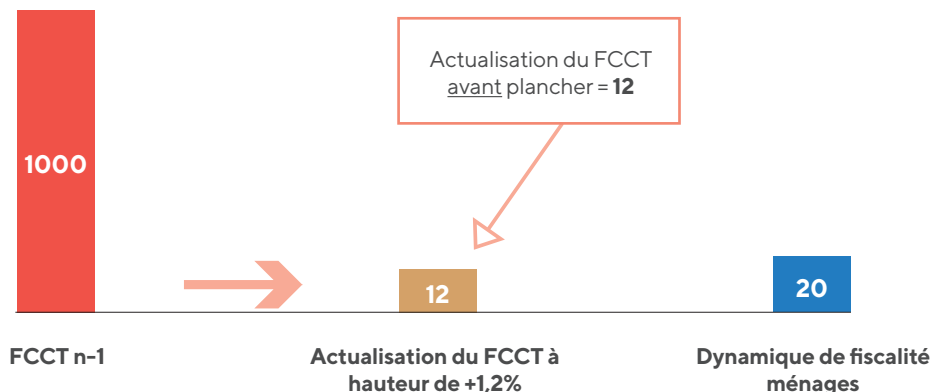 Actualisation du FCCT
avant plancher = 12
1000
12
20
FCCT n-1
Actualisation du FCCT à
hauteur de +1,2%
Dynamique de fiscalité
ménages